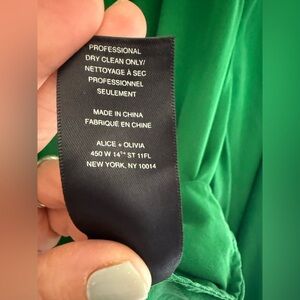 PROFESSIONAL
DRY CLEAN ONLY/
NETTOYAGE À SEC
PROFESSIONNEL
SEULEMENT
MADE IN CHINA
FABRIQUÉ EN CHINE
ALICE + OLIVIA
450 W 14TH ST 11FL
NEW YORK, NY 10014